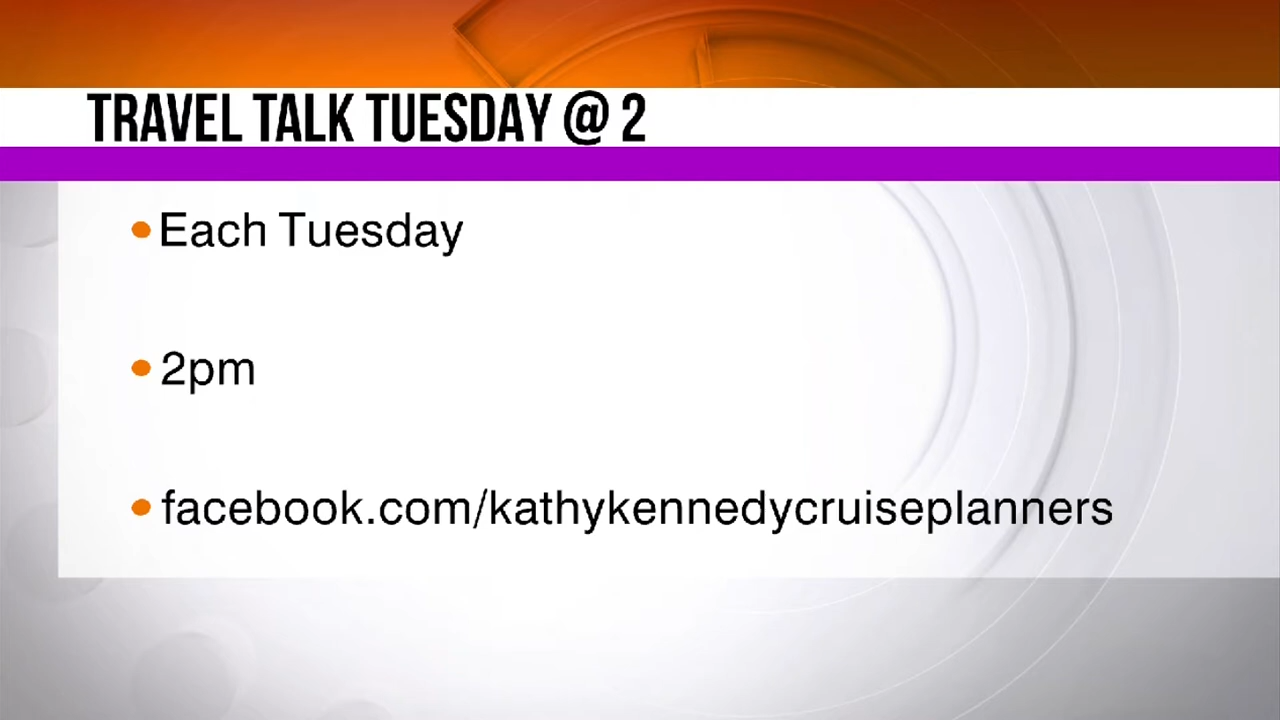 TRAVEL TALK TUESDAY @ 2
•Each Tuesday
•2pm
•facebook.com/kathykennedycruiseplanners